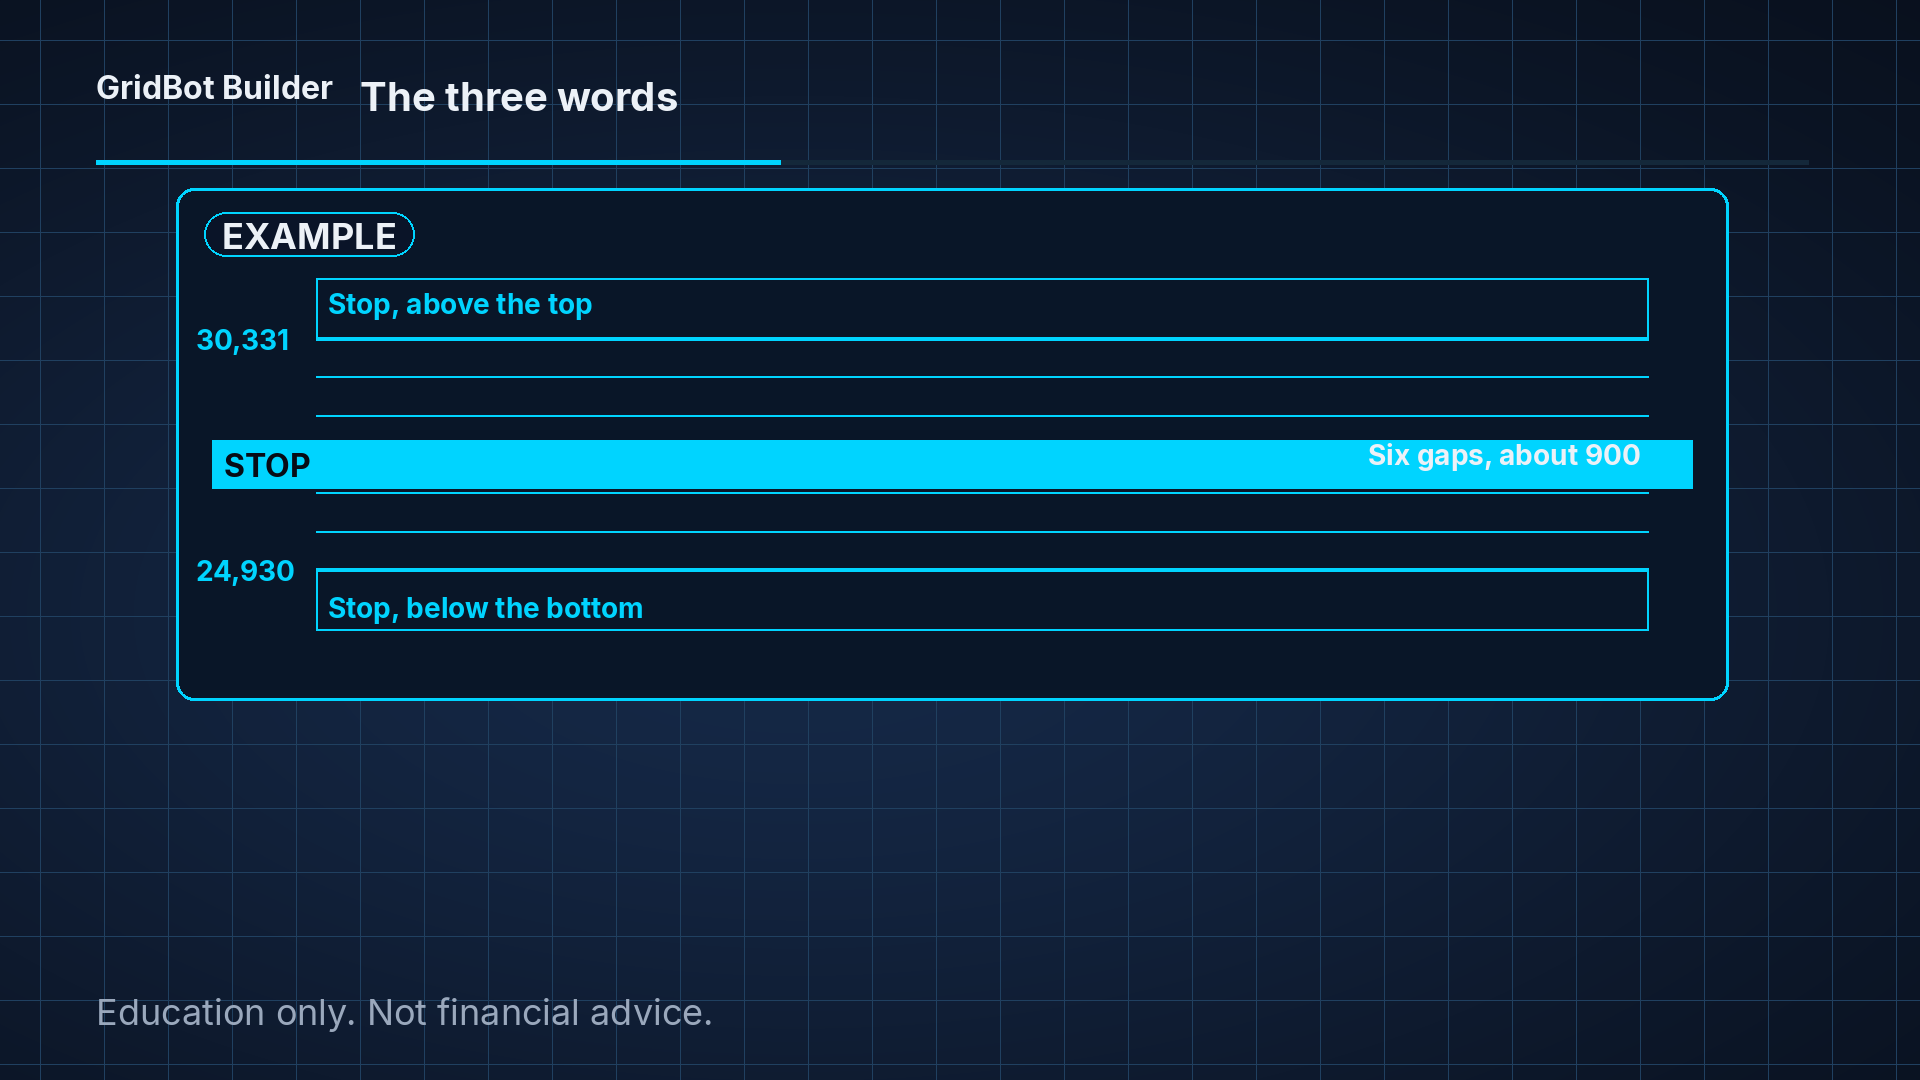 GridBot Builder
The three words
EXAMPLE
Stop, above the top
30,331
STOP
Six gaps, about 900
24,930
Stop, below the bottom
Education only. Not financial advice.